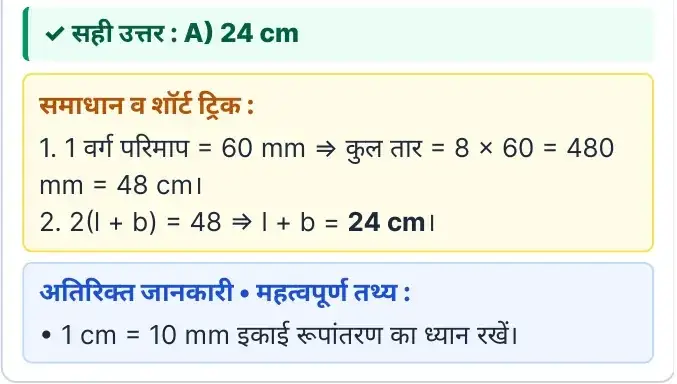 ✓ सही उत्तर : A) 24 cm
समाधान व शॉर्ट ट्रिक :
1. 1 वर्ग परिमाप = 60 mm ⇒ कुल तार = 8 × 60 = 480
mm = 48 cm।
2. 2(l + b) = 48 ⇒ l + b = 24 cm।
अतिरिक्त जानकारी • महत्वपूर्ण तथ्य :
• 1 cm = 10 mm इकाई रूपांतरण का ध्यान रखें।